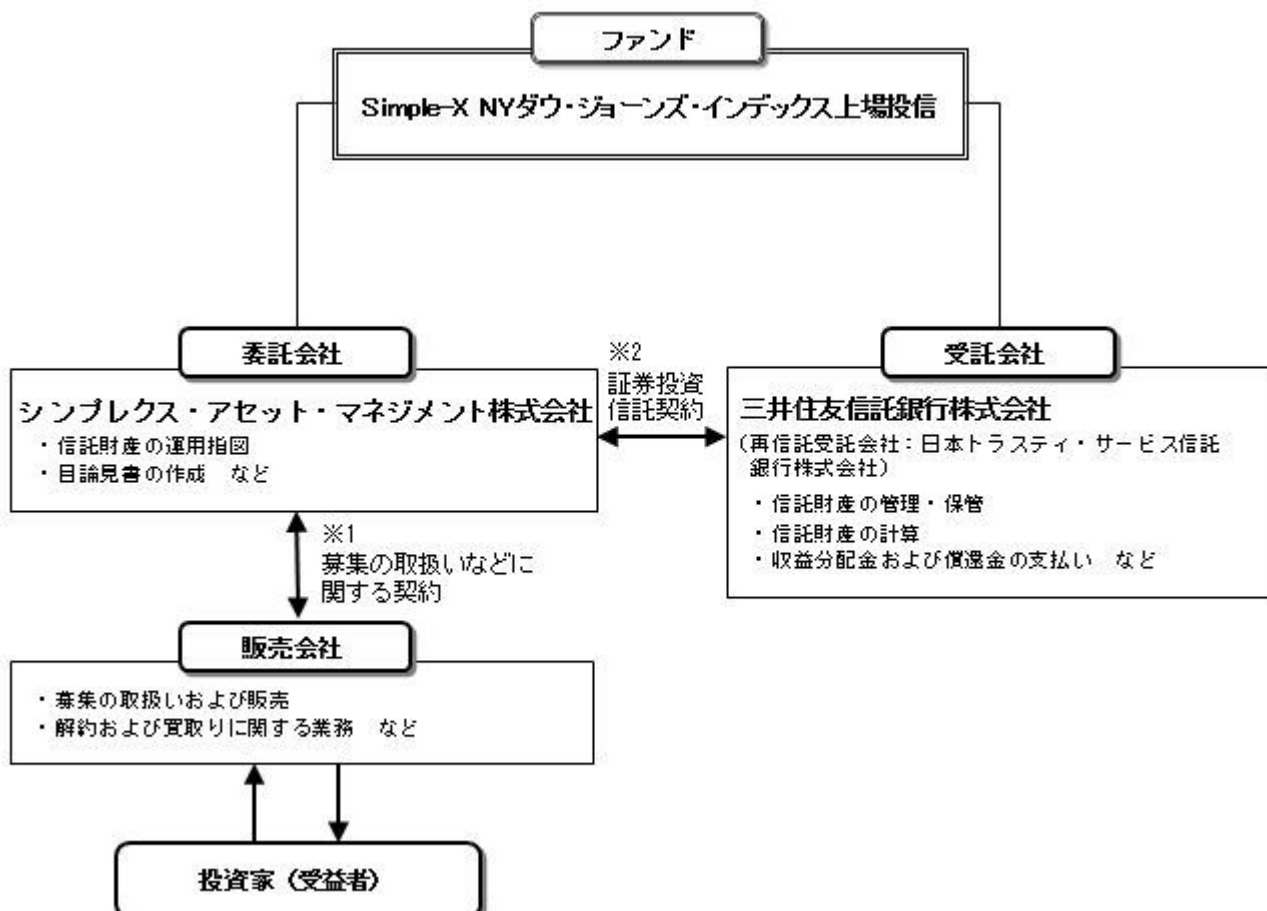 ファンド
Simple-X NYダウ・ジョーンズ・インデックス上場投信
委託会社
シンプレクス・アセット・マネジメント株式会社
・信託財産の運用指図
・目論見書の作成　など
※2
証券投資
信託契約
受託会社
三井住友信託銀行株式会社
(再信託受託会社：日本トラスティ・サービス信託
銀行株式会社)
・信託財産の管理・保管
・信託財産の計算
・収益分配金および償還金の支払い　など
※1
募集の取扱いなどに
関する契約
販売会社
・募集の取扱いおよび販売
・解約および買取りに関する業務　など
投資家（受益者）